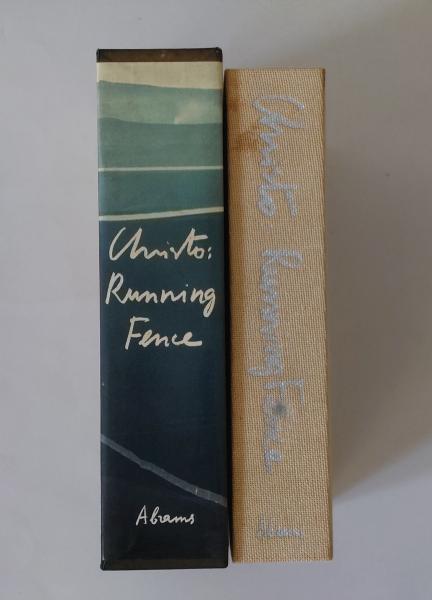 Christo:
Running
Fence
Abrams
Christo: Running Fence
Abrams